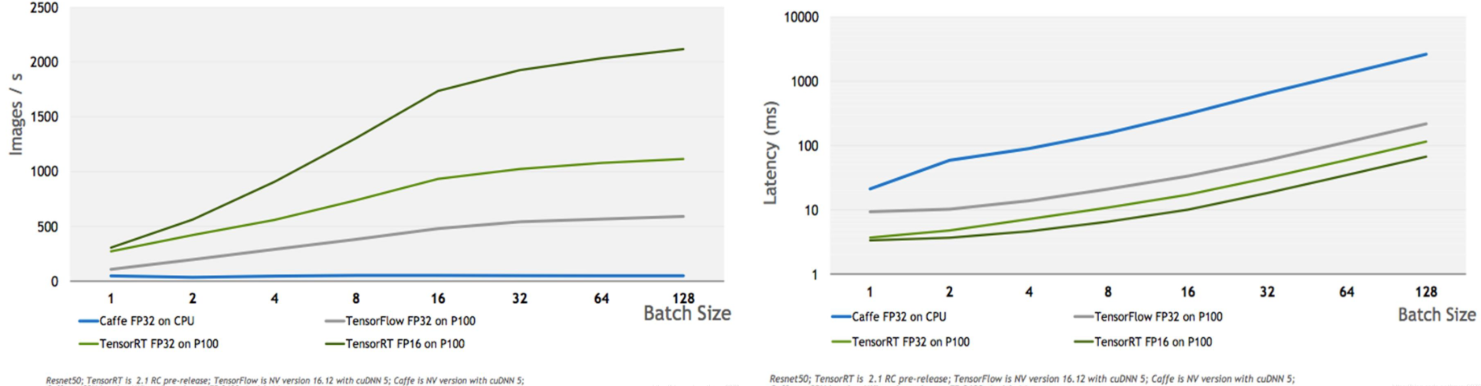 2500
2000
1500
1000
500
0
Images / s
1 2 4 8 16 32 64 128
Batch Size
Caffe FP32 on CPU
TensorFlow FP32 on P100
TensorRT FP32 on P100
TensorRT FP16 on P100
Resnet50; TensorRT is 2.1 RC pre-release; TensorFlow is NV version 16.12 with cuDNN 5; Caffe is NV version with cuDNN 5;
10000
1000
100
10
1
Latency (ms)
1 2 4 8 16 32 64 128
Batch Size
Caffe FP32 on CPU
TensorFlow FP32 on P100
TensorRT FP32 on P100
TensorRT FP16 on P100
Resnet50; TensorRT is 2.1 RC pre-release; TensorFlow is NV version 16.12 with cuDNN 5; Caffe is NV version with cuDNN 5;